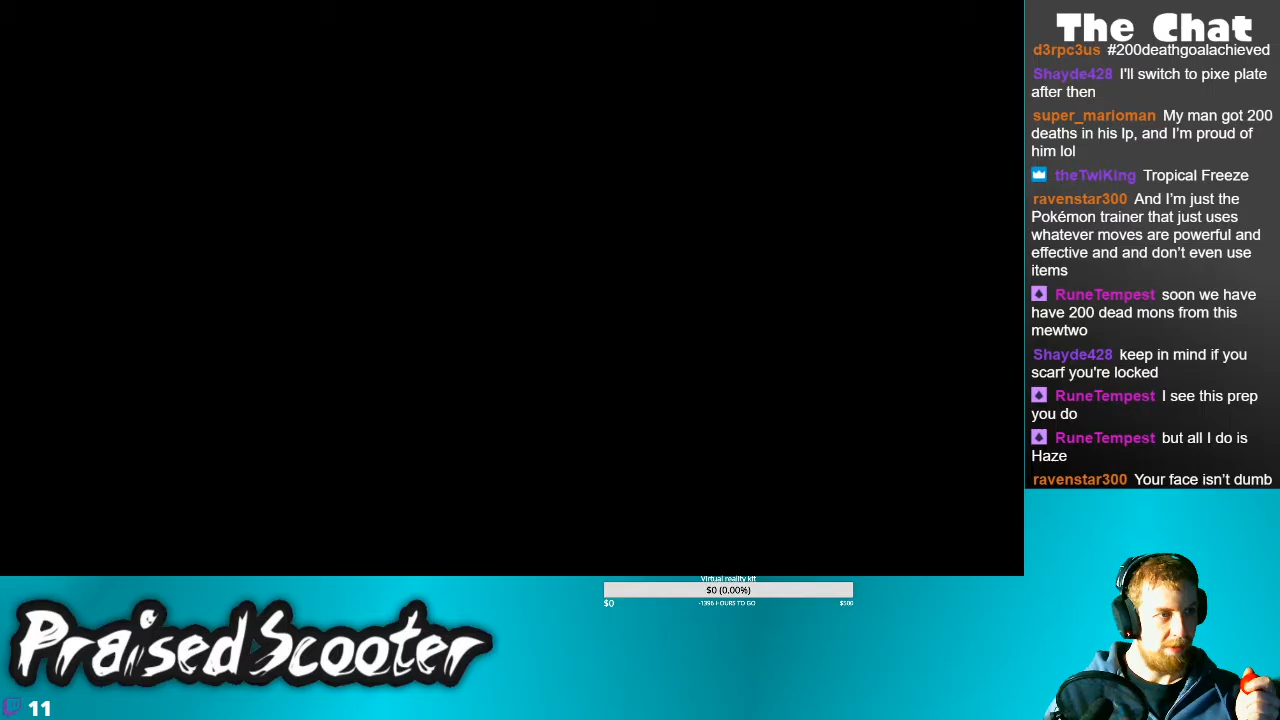 The Chat
d3rpc3us #200deathgoalachieved
Shayde428 I'll switch to pixe plate
after then
super_marioman My man got 200
deaths in his lp, and I'm proud of
him lol
theTwiKing Tropical Freeze
ravenstar300 And I'm just the
Pokémon trainer that just uses
whatever moves are powerful and
effective and and don't even use
items
RuneTempest soon we have
have 200 dead mons from this
mewtwo
Shayde428 keep in mind if you
scarf you're locked
RuneTempest I see this prep
you do
RuneTempest but all I do is
Haze
ravenstar300 Your face isn't dumb
Virtual reality kit
$0 (0.00%)
$0 -1396 HOURS TO GO $500
PraisedScooter
11